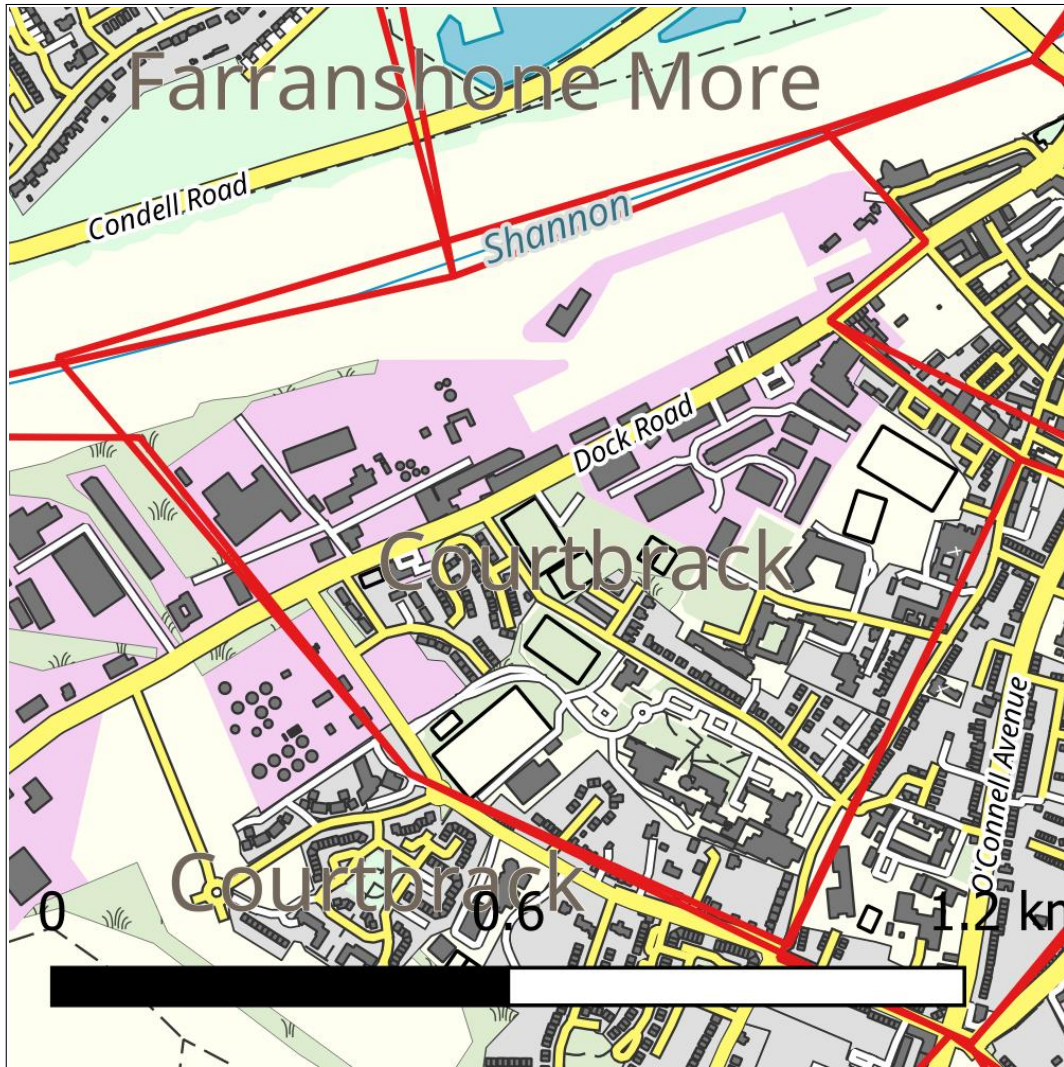 Farranshone More
Condell Road
Shannon
Dock Road
Courtbrack
O'Connell Avenue
Courtbrack
0 0.6 1.2 km